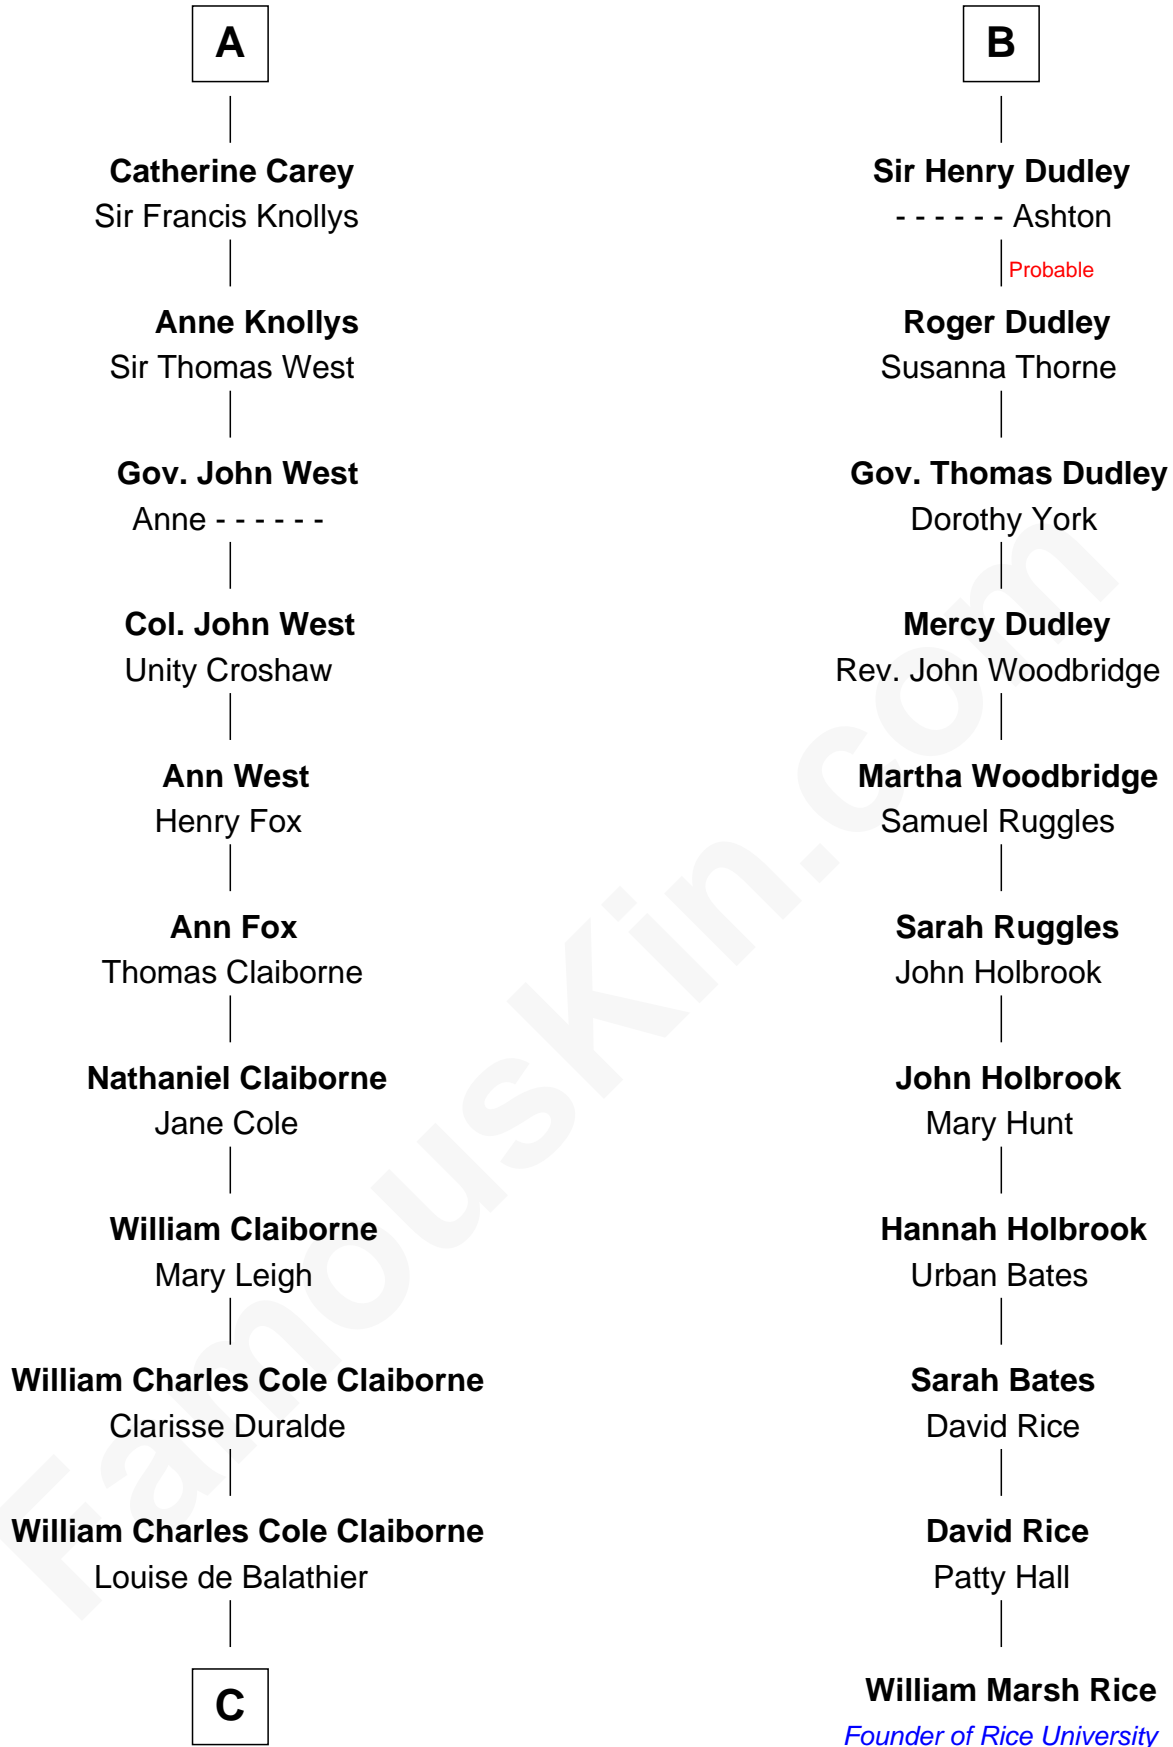 A
Catherine Carey
Sir Francis Knollys
Anne Knollys
Sir Thomas West
Gov. John West
Anne - - - - - -
Col. John West
Unity Croshaw
Ann West
Henry Fox
Ann Fox
Thomas Claiborne
Nathaniel Claiborne
Jane Cole
William Claiborne
Mary Leigh
William Charles Cole Claiborne
Clarisse Duralde
William Charles Cole Claiborne
Louise de Balathier
C
B
Sir Henry Dudley
- - - - - - Ashton
Probable
Roger Dudley
Susanna Thorne
Gov. Thomas Dudley
Dorothy York
Mercy Dudley
Rev. John Woodbridge
Martha Woodbridge
Samuel Ruggles
Sarah Ruggles
John Holbrook
John Holbrook
Mary Hunt
Hannah Holbrook
Urban Bates
Sarah Bates
David Rice
David Rice
Patty Hall
William Marsh Rice
Founder of Rice University
FamousKin.com